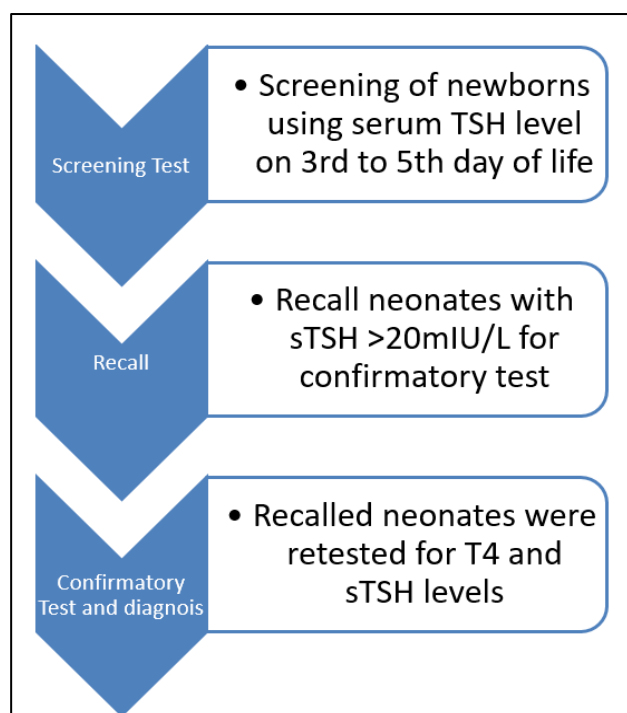 Screening Test
• Screening of newborns
using serum TSH level
on 3rd to 5th day of life
Recall
• Recall neonates with
sTSH >20mIU/L for
confirmatory test
Confirmatory
Test and diagnois
• Recalled neonates were
retested for T4 and
sTSH levels